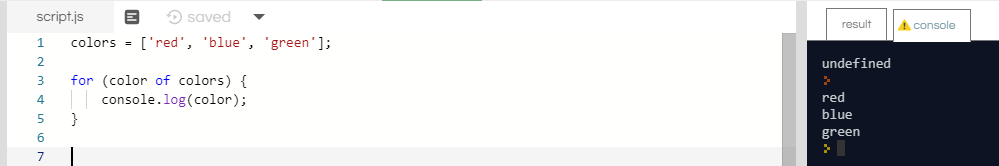 script.js saved
result console
1 colors = ['red', 'blue', 'green'];
2
3 for (color of colors) {
4 console.log(color);
5 }
6
7
undefined
red
blue
green